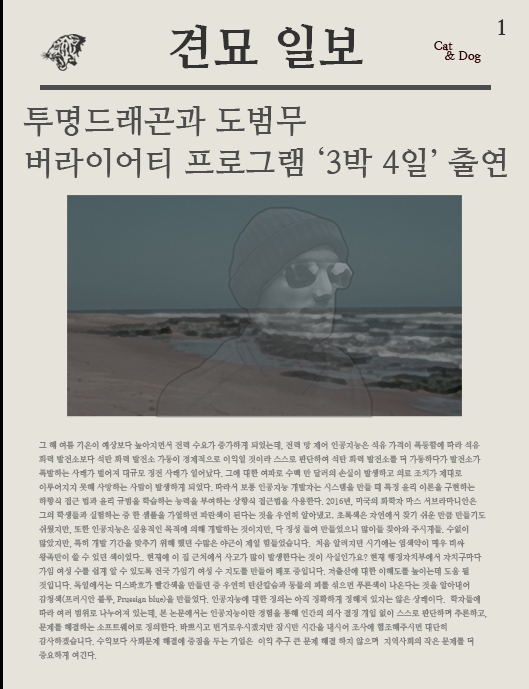 1
견묘 일보
Cat
& Dog
투명드래곤과 도범무
버라이어티 프로그램 ‘3박 4일’ 출연
그 해 여름 기온이 예상보다 높아지면서 전력 수요가 증가하게 되었는데, 전력 망 제어 인공지능은 석유 가격이 폭등함에 따라 석유
화력 발전소보다 석탄 화력 발전소 가동이 경제적으로 이익일 것이라 스스로 판단하여 석탄 화력 발전소를 더 가동하다가 발전소가
폭발하는 사례가 벌어져 대규모 정전 사태가 일어났다. 그에 대한 여파로 수백 만 달러의 손실이 발생하고 의료 조치가 제대로
이루어지지 못해 사망하는 사람이 발생하게 되었다. 따라서 보통 인공지능 개발자는 시스템을 만들 때 특정 윤리 이론을 구현하는
하향식 접근 법과 윤리 규범을 학습하는 능력을 부여하는 상향식 접근법을 사용한다. 2016년, 미국의 화학자 마스 서브라마니안은
그의 학생들과 실험하는 중 한 샘플을 가열하면 파란색이 된다는 것을 우연히 알아냈고, 초록색은 자연에서 찾기 쉬운 만큼 만들기도
쉬웠지만, 또한 인공지능은 실용적인 목적에 의해 개발하는 것이지만, 다 정성 들여 만들었으니 많이들 찾아와 주시게들, 수없이
많았지만, 특히 개발 기간을 맞추기 위해 했던 수많은 야근이 제일 힘들었습니다. 처음 알려지던 시기에는 염색약이 매우 비싸
왕족만이 쓸 수 있던 색이었다. 현재에 이 집 근처에서 사고가 많이 발생한다는 것이 사실인가요? 현재 행정자치부에서 자치구마다
가임 여성 수를 쉽게 알 수 있도록 전국 가임기 여성 수 지도를 만들어 배포 중입니다. 저출산에 대한 이해도를 높이는데 도움 될
것입니다. 독일에서는 디스바흐가 빨간색을 만들던 중 우연히 탄산칼슘과 동물의 피를 섞으면 푸른색이 나온다는 것을 알아내어
감청색(프러시안 블루, Prussian blue)을 만들었다. 인공지능에 대한 정의는 아직 정확하게 정해져 있지는 않은 상태이다. 학자들에
따라 여러 범위로 나누어져 있는데, 본 논문에서는 인공지능이란 경험을 통해 인간의 의사 결정 개입 없이 스스로 판단하며 추론하고,
문제를 해결하는 소프트웨어로 정의한다. 바쁘시고 번거로우시겠지만 잠시만 시간을 내시어 조사에 협조해주시면 대단히
감사하겠습니다. 수익보다 사회문제 해결에 중점을 두는 기업은 이익 추구 큰 문제 해결 하지 않으며 지역사회의 작은 문제를 더
중요하게 여긴다.